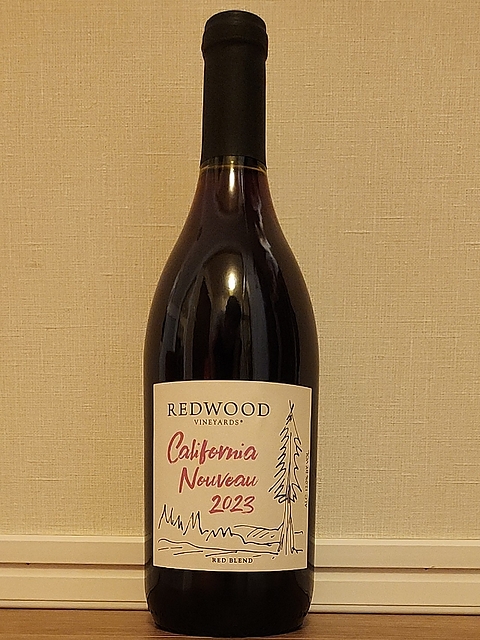 REDWOOD
VINEYARDS®
California
Nouveau
2023
RED BLEND